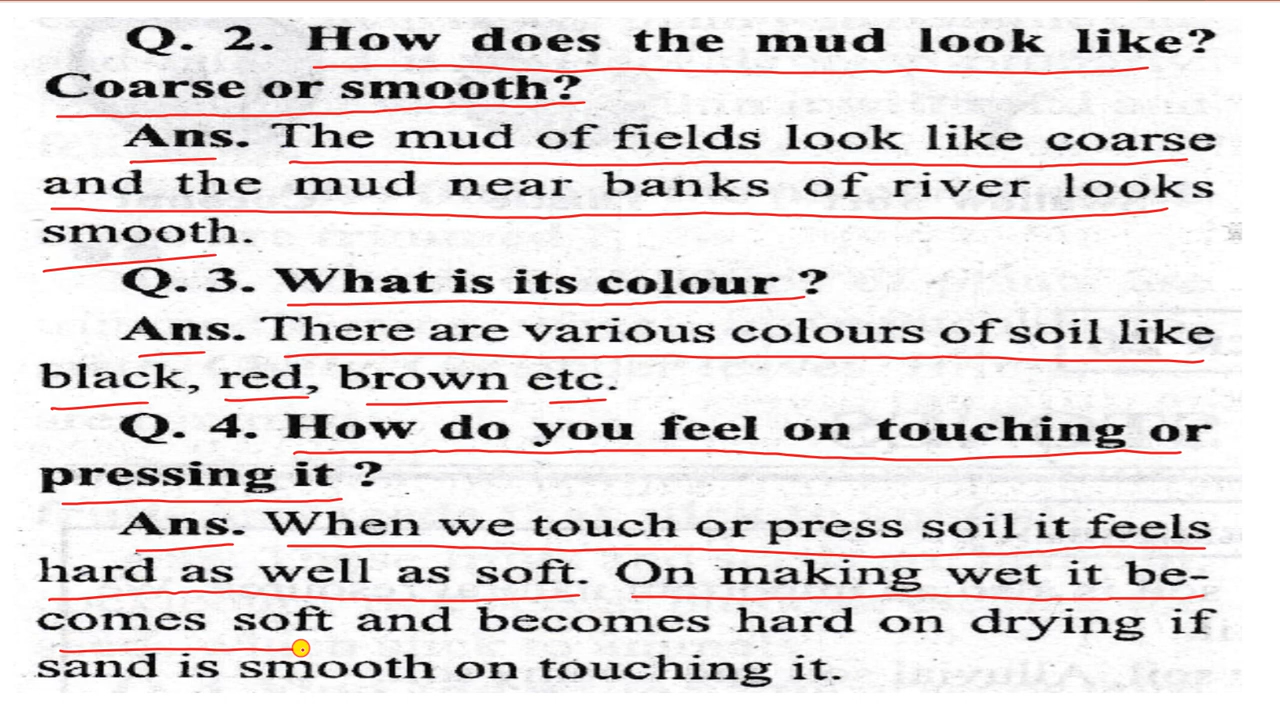 Q. 2. How does the mud look like?
Coarse or smooth?
Ans. The mud of fields look like coarse
and the mud near banks of river looks
smooth.
Q. 3. What is its colour ?
Ans. There are various colours of soil like
black, red, brown etc.
Q. 4. How do you feel on touching or
pressing it ?
Ans. When we touch or press soil it feels
hard as well as soft. On making wet it be-
comes soft and becomes hard on drying if
sand is smooth on touching it.